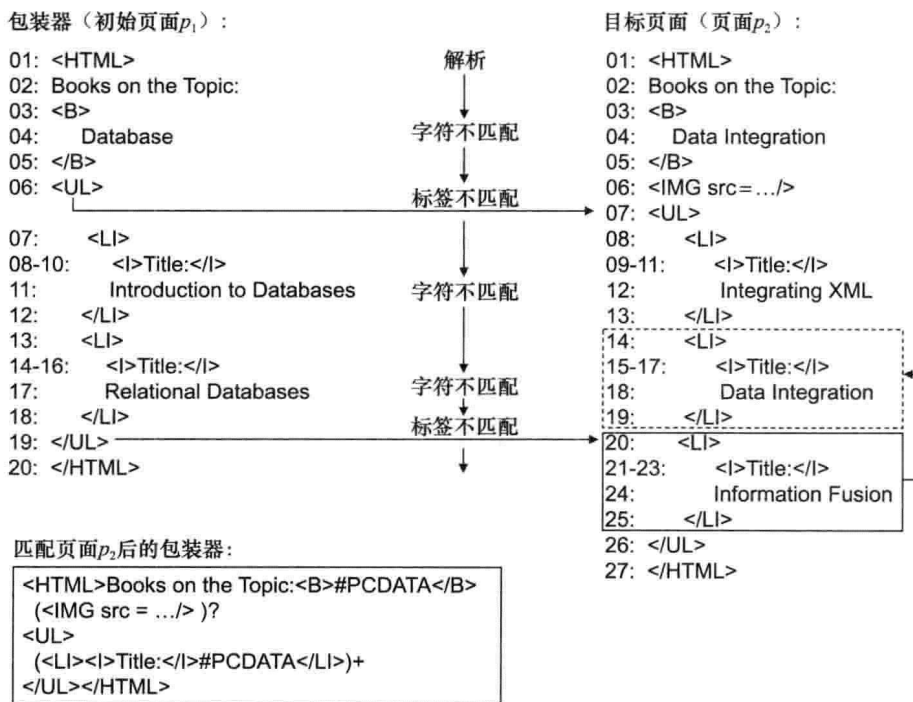 包装器（初始页面p₁）：
01: <HTML>
02: Books on the Topic:
03: <B>
04: Database
05: </B>
06: <UL>
07: <LI>
08-10: <I>Title:</I>
11: Introduction to Databases
12: </LI>
13: <LI>
14-16: <I>Title:</I>
17: Relational Databases
18: </LI>
19: </UL>
20: </HTML>
解析
字符不匹配
标签不匹配
字符不匹配
字符不匹配
标签不匹配
目标页面（页面p₂）：
01: <HTML>
02: Books on the Topic:
03: <B>
04: Data Integration
05: </B>
06: <IMG src=.../>
07: <UL>
08: <LI>
09-11: <I>Title:</I>
12: Integrating XML
13: </LI>
14: <LI>
15-17: <I>Title:</I>
18: Data Integration
19: </LI>
20: <LI>
21-23: <I>Title:</I>
24: Information Fusion
25: </LI>
26: </UL>
27: </HTML>
匹配页面p₂后的包装器：
<HTML>Books on the Topic:<B>#PCDATA</B>
(<IMG src = .../> )?
<UL>
(<LI><I>Title:</I>#PCDATA</LI>)+
</UL></HTML>